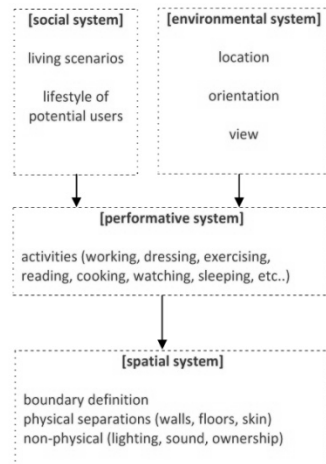 [social system]
living scenarios
lifestyle of
potential users
[environmental system]
location
orientation
view
[performative system]
activities (working, dressing, exercising,
reading, cooking, watching, sleeping, etc..)
[spatial system]
boundary definition
physical separations (walls, floors, skin)
non-physical (lighting, sound, ownership)